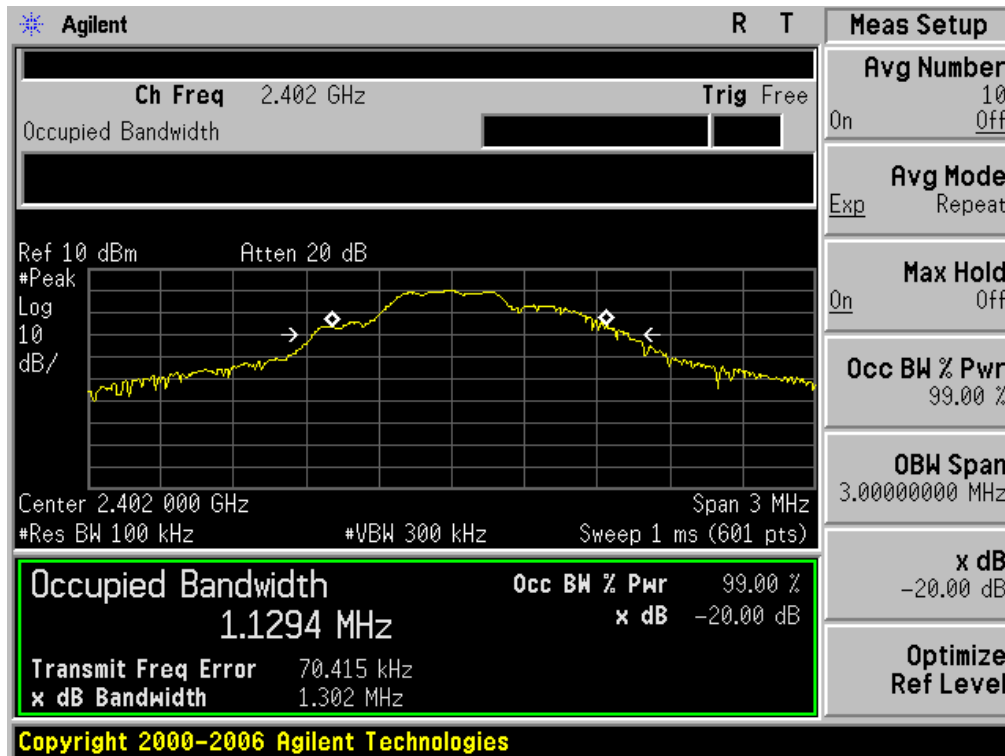 Agilent R T
Ch Freq 2.402 GHz Trig Free
Occupied Bandwidth
Ref 10 dBm Atten 20 dB
#Peak
Log
10
dB/
Center 2.402 000 GHz Span 3 MHz
#Res BW 100 kHz #VBW 300 kHz Sweep 1 ms (601 pts)
Occupied Bandwidth
1.1294 MHz
Occ BW % Pwr 99.00 %
x dB -20.00 dB
Transmit Freq Error 70.415 kHz
x dB Bandwidth 1.302 MHz
Copyright 2000-2006 Agilent Technologies
Meas Setup
Avg Number
10
On Off
Avg Mode
Exp Repeat
Max Hold
On Off
Occ BW % Pwr
99.00 %
OBW Span
3.00000000 MHz
x dB
-20.00 dB
Optimize
Ref Level